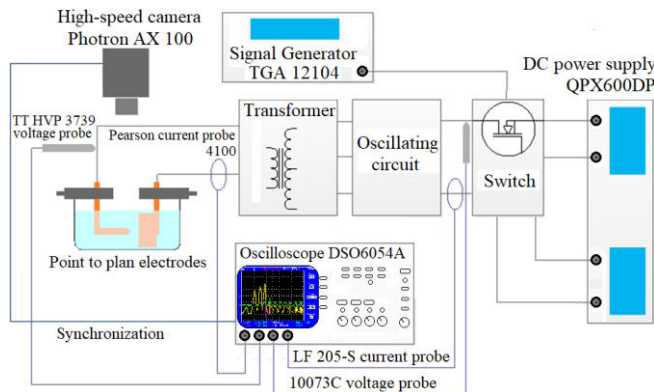 High-speed camera
Photron AX 100
Signal Generator
TGA 12104
DC power supply
QPX600DP
TT HVP 3739
voltage probe
Pearson current probe
4100
Transformer
Oscillating
circuit
Switch
Point to plan electrodes
Oscilloscope DSO6054A
Synchronization
LF 205-S current probe
10073C voltage probe